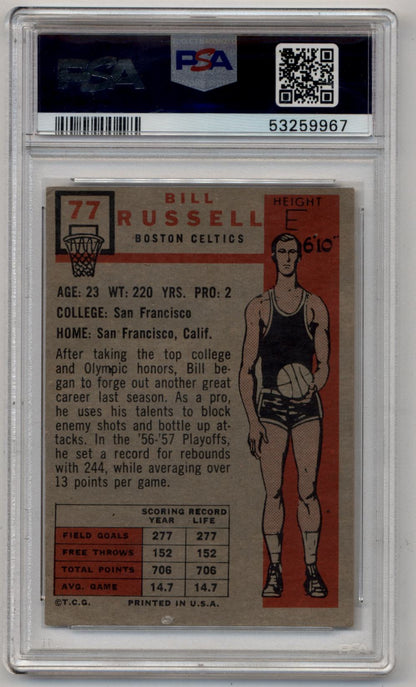 PSA
PSA
53259967
77
BILL
RUSSELL
BOSTON CELTICS
HEIGHT
E
6'10"
AGE: 23 WT: 220 YRS. PRO: 2
COLLEGE: San Francisco
HOME: San Francisco, Calif.
After taking the top college
and Olympic honors, Bill be-
gan to forge out another great
career last season. As a pro,
he uses his talents to block
enemy shots and bottle up at-
tacks. In the '56-'57 Playoffs,
he set a record for rebounds
with 244, while averaging over
13 points per game.
SCORING RECORD
YEAR LIFE
FIELD GOALS 277 277
FREE THROWS 152 152
TOTAL POINTS 706 706
AVG. GAME 14.7 14.7
©T.C.G. PRINTED IN U.S.A.